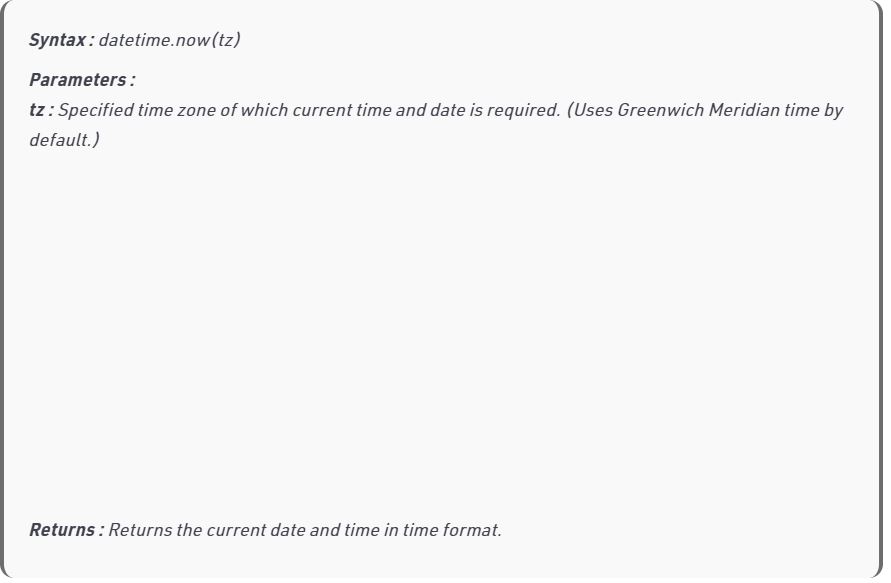 Syntax : datetime.now(tz)
Parameters :
tz : Specified time zone of which current time and date is required. (Uses Greenwich Meridian time by
default.)
Returns : Returns the current date and time in time format.